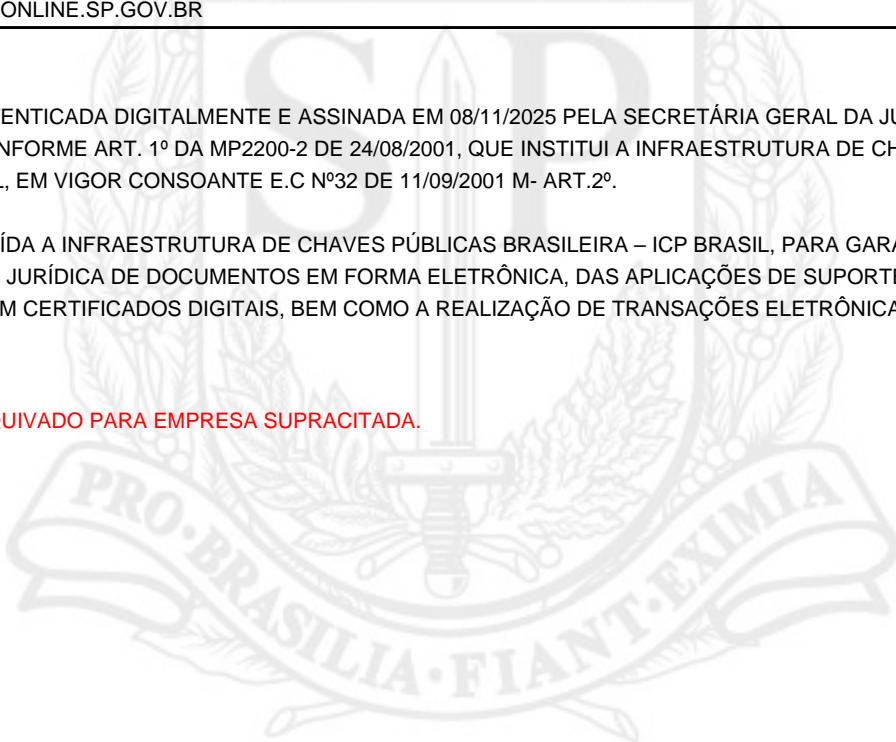 ONLINE.SP.GOV.BR
ENTICADA DIGITALMENTE E ASSINADA EM 08/11/2025 PELA SECRETÁRIA GERAL DA JU
NFORME ART. 1º DA MP2200-2 DE 24/08/2001, QUE INSTITUI A INFRAESTRUTURA DE CH
L, EM VIGOR CONSOANTE E.C Nº32 DE 11/09/2001 M- ART.2º.
ÍDA A INFRAESTRUTURA DE CHAVES PÚBLICAS BRASILEIRA – ICP BRASIL, PARA GARA
JURÍDICA DE DOCUMENTOS EM FORMA ELETRÔNICA, DAS APLICAÇÕES DE SUPORTE
M CERTIFICADOS DIGITAIS, BEM COMO A REALIZAÇÃO DE TRANSAÇÕES ELETRÔNICA
QUIVADO PARA EMPRESA SUPRACITADA.
SP
PRO·BRASILIA·FIANT·EXIMIA